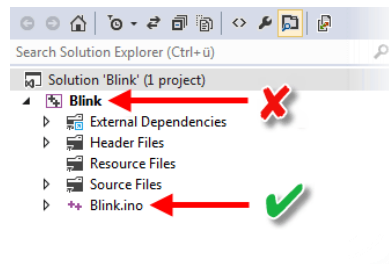 Search Solution Explorer (Ctrl+ü)
Solution 'Blink' (1 project)
Blink
External Dependencies
Header Files
Resource Files
Source Files
Blink.ino